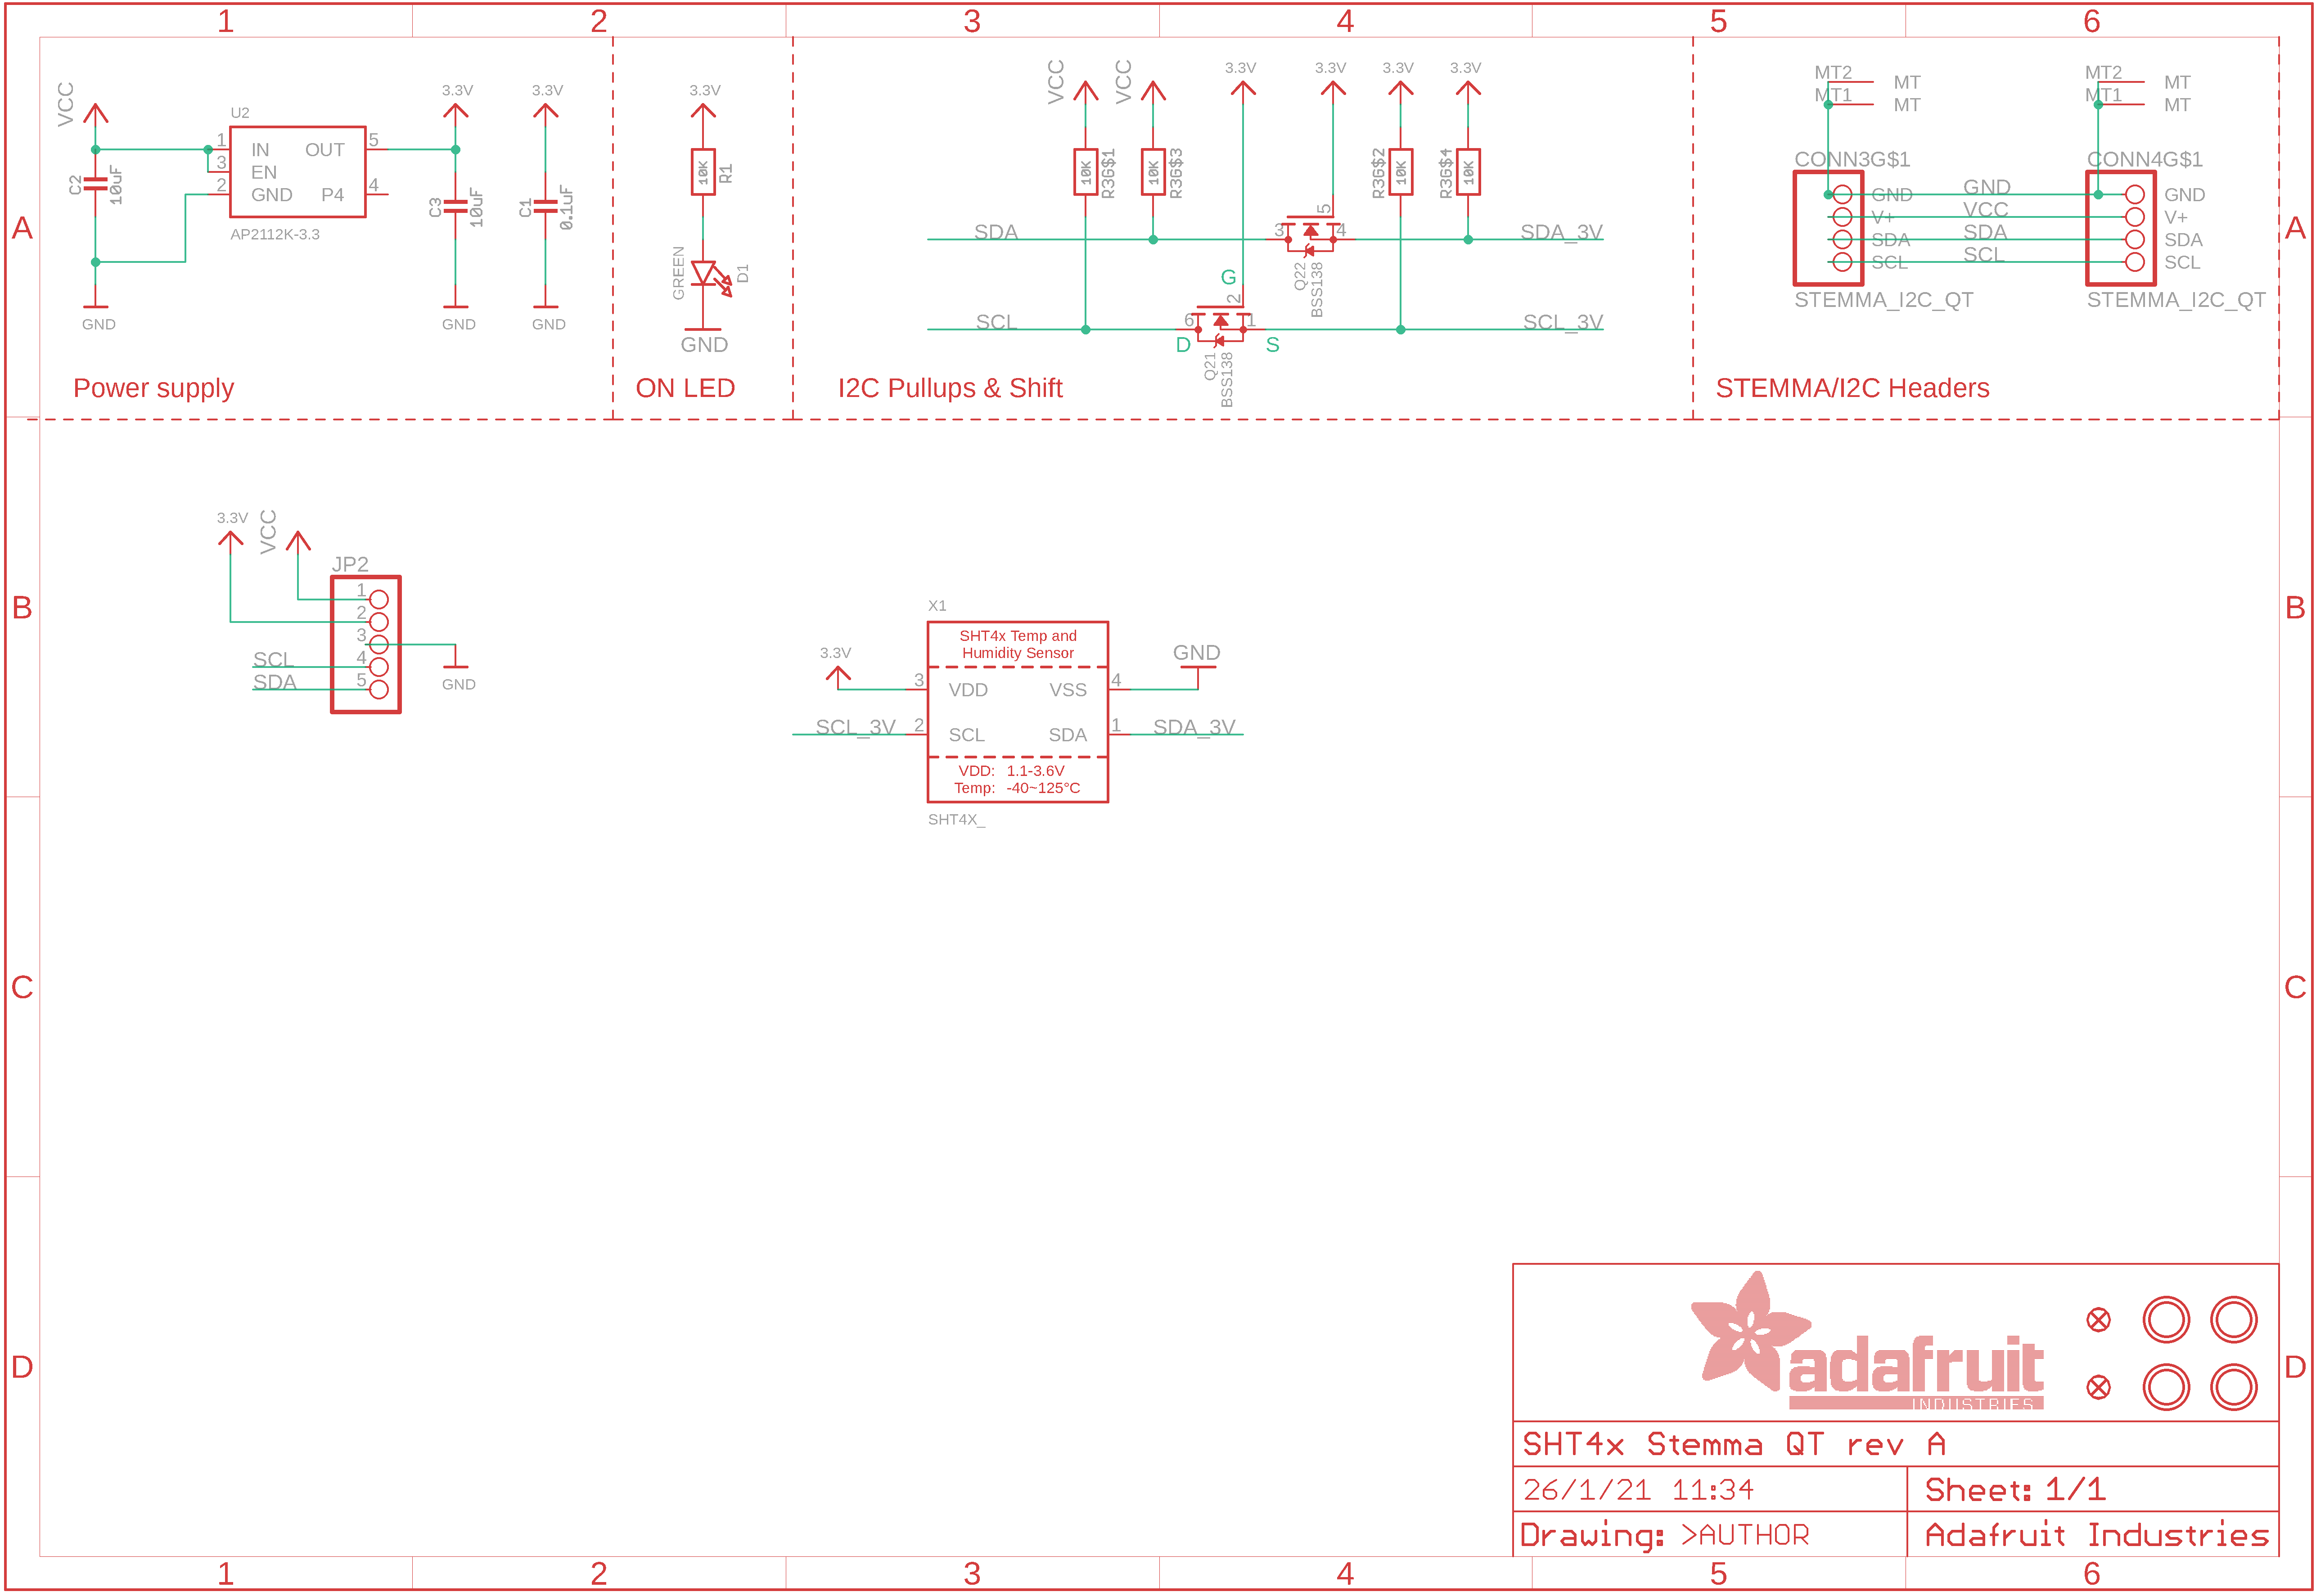 1 2 3 4 5 6
A A
B B
C C
D D
1 2 3 4 5 6
VCC
C2
10uF
GND
U2
1 IN OUT 5
3 EN
2 GND P4 4
AP2112K-3.3
3.3V
C3
10uF
GND
3.3V
C1
0.1uF
GND
Power supply
3.3V
10K
R1
GREEN
D1
GND
ON LED
VCC
VCC
3.3V
3.3V
3.3V
3.3V
10K
R3G$1
10K
R3G$3
R3G$2
10K
R3G$4
10K
SDA
3
5
4
SDA_3V
Q22
BSS138
G
2
SCL
6
1
SCL_3V
D
S
Q21
BSS138
I2C Pullups & Shift
MT2 MT
MT1 MT
CONN3G$1
GND
V+
SDA
SCL
STEMMA_I2C_QT
GND
VCC
SDA
SCL
MT2 MT
MT1 MT
CONN4G$1
GND
V+
SDA
SCL
STEMMA_I2C_QT
STEMMA/I2C Headers
3.3V
VCC
JP2
1
2
3
SCL 4
SDA 5
GND
X1
SHT4x Temp and
Humidity Sensor
3.3V
GND
3 VDD VSS 4
SCL_3V 2 SCL SDA 1 SDA_3V
VDD: 1.1-3.6V
Temp: -40~125°C
SHT4X_
adafruit
INDUSTRIES
SHT4x Stemma QT rev A
26/1/21 11:34 Sheet: 1/1
Drawing: >AUTHOR Adafruit Industries